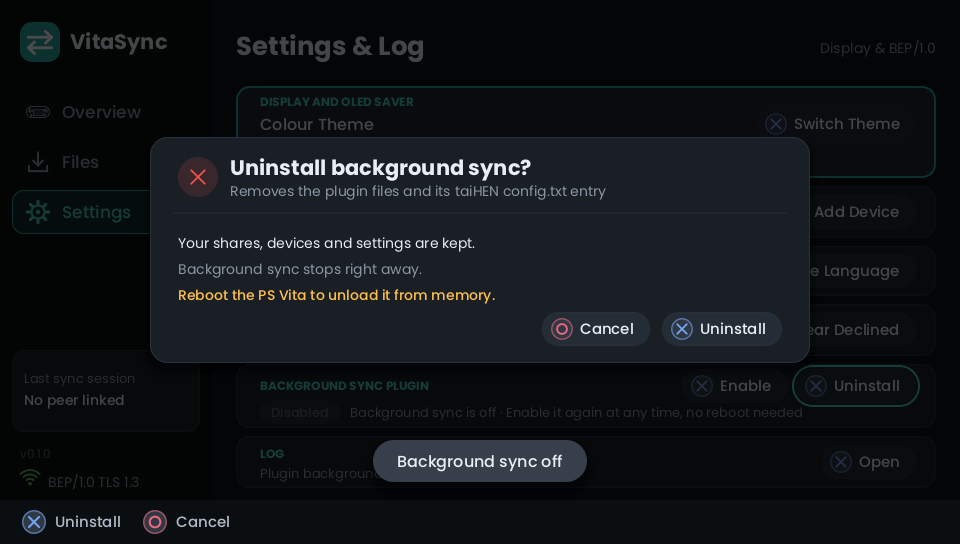 VitaSync
Settings & Log
Display & BEP/1.0
Overview
Files
Settings
DISPLAY AND OLED SAVER
Colour Theme
Switch Theme
Add Device
Language
Declined
Uninstall background sync?
Removes the plugin files and its taiHEN config.txt entry
Your shares, devices and settings are kept.
Background sync stops right away.
Reboot the PS Vita to unload it from memory.
Cancel
Uninstall
Last sync session
No peer linked
BACKGROUND SYNC PLUGIN
Enable
Uninstall
Disabled
Background sync is off · Enable it again at any time, no reboot needed
LOG
Plugin background
Open
Background sync off
v0.1.0
BEP/1.0 TLS 1.3
Uninstall
Cancel